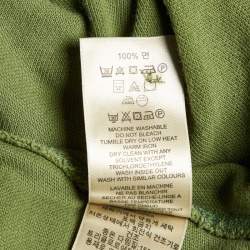 100% 면
MACHINE WASHABLE
DO NOT BLEACH
TUMBLE DRY ON LOW HEAT
WARM IRON
DRY CLEAN WITH ANY
SOLVENT EXCEPT
TRICHLOROETHYLENE
WASH INSIDE OUT
WASH WITH SIMILAR COLOURS
LAVABLE EN MACHINE
NE PAS BLANCHIR